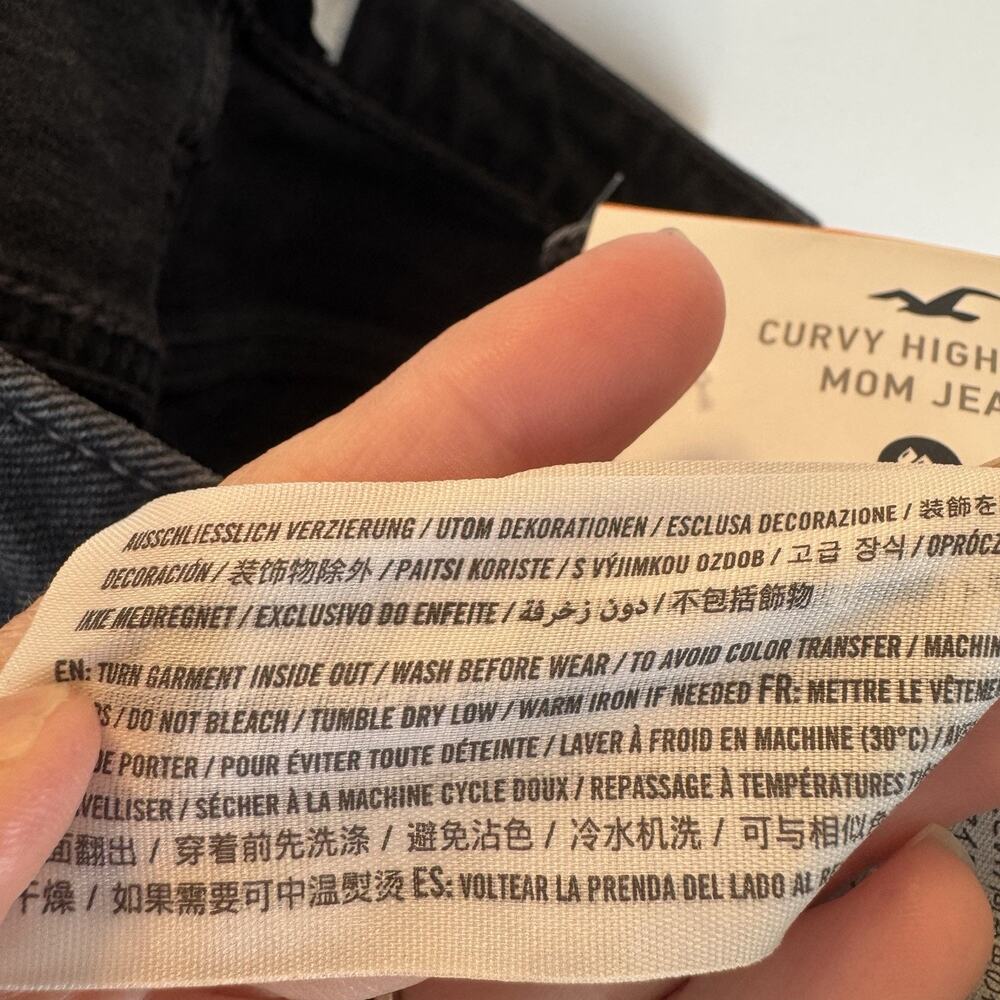 CURVY HIGH
MOM
AUSSCHLIESSLICH VERZIERUNG / UTOM DEKORATIONEN / ESCLUSA DECORAZIONE / 装飾を
DECORACIÓN / 装饰物除外 / PAITSI KORISTE / S VÝJIMKOU OZDOB / 고급 장식 / OPRÓCZ
IKKE MEDREGNET / EXCLUSIVO DO ENFEITE / دون زخرفة / 不包括飾物
EN: TURN GARMENT INSIDE OUT / WASH BEFORE WEAR / TO AVOID COLOR TRANSFER /
/ DO NOT BLEACH / TUMBLE DRY LOW / WARM IRON IF NEEDED FR: METTRE LE
DE PORTER / POUR ÉVITER TOUTE DÉTEINTE / LAVER À FROID EN MACHINE (30°C) /
/ SÉCHER À LA MACHINE CYCLE DOUX / REPASSAGE À TEMPÉRATURES
面翻出 / 穿着前先洗涤 / 避免沾色 / 冷水机洗 / 可与相似色
干燥 / 如果需要可中温熨烫 ES: VOLTEAR LA PRENDA DEL LADO AL